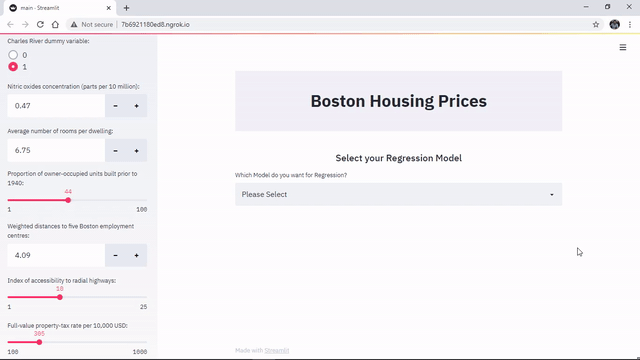 main - Streamlit
Not secure
7b6921180ed8.ngrok.io
Charles River dummy variable:
0
1
Nitric oxides concentration (parts per 10 million):
0.47
Average number of rooms per dwelling:
6.75
Proportion of owner-occupied units built prior to
1940:
44
1
100
Weighted distances to five Boston employment
centres:
4.09
Index of accessibility to radial highways:
10
1
25
Full-value property-tax rate per 10,000 USD:
305
100
1000
Boston Housing Prices
Select your Regression Model
Which Model do you want for Regression?
Please Select
Made with Streamlit